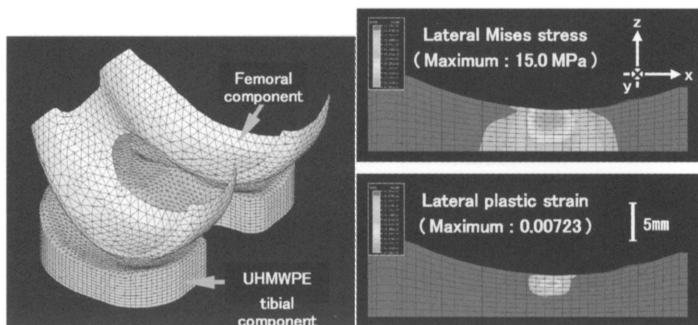 Femoral
component
UHMWPE
tibial
component
Lateral Mises stress
( Maximum : 15.0 MPa )
z
x
y
Lateral plastic strain
( Maximum : 0.00723 )
5mm